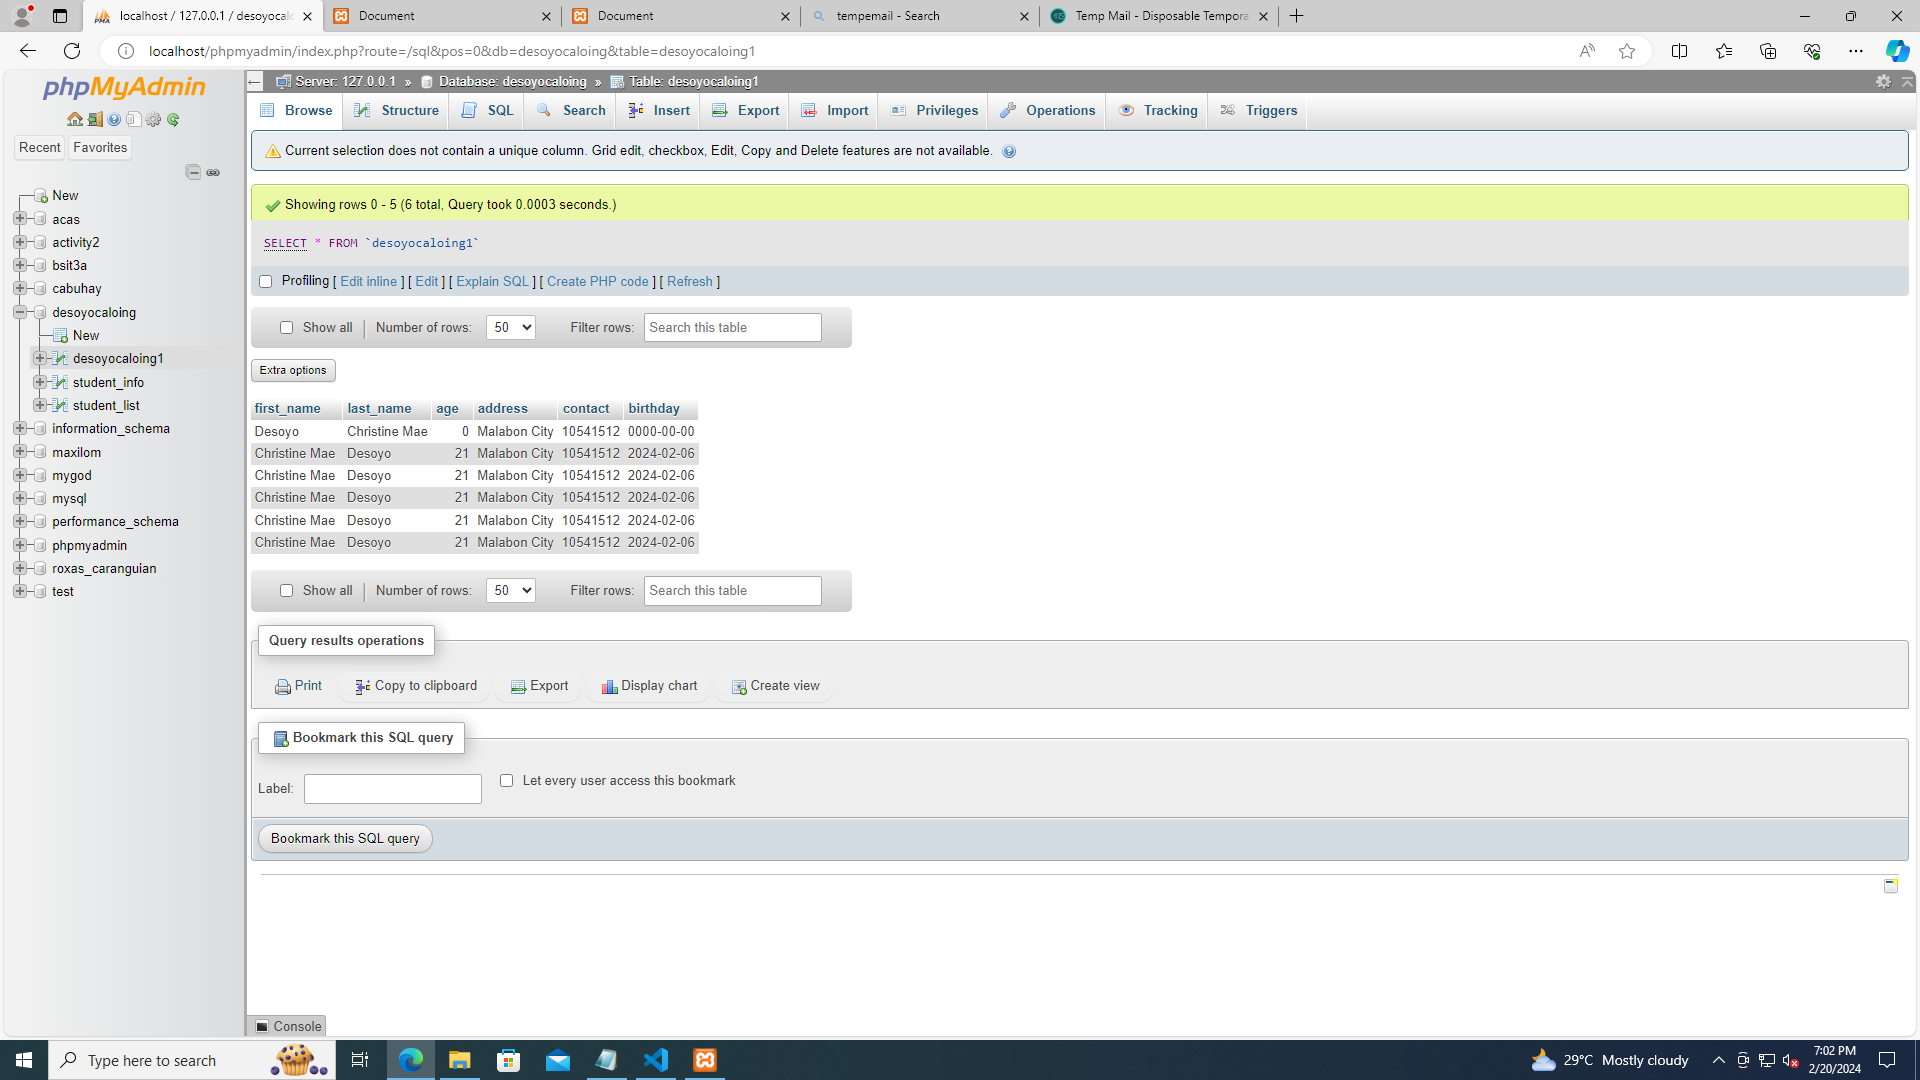 localhost / 127.0.0.1 / desoyocalo
Document
Document
tempemail - Search
Temp Mail - Disposable Tempora
localhost/phpmyadmin/index.php?route=/sql&pos=0&db=desoyocaloing&table=desoyocaloing1
phpMyAdmin
Recent
Favorites
New
acas
activity2
bsit3a
cabuhay
desoyocaloing
New
desoyocaloing1
student_info
student_list
information_schema
maxilom
mygod
mysql
performance_schema
phpmyadmin
roxas_caranguian
test
Server: 127.0.0.1 » Database: desoyocaloing » Table: desoyocaloing1
Browse Structure SQL Search Insert Export Import Privileges Operations Tracking Triggers
Current selection does not contain a unique column. Grid edit, checkbox, Edit, Copy and Delete features are not available.
Showing rows 0 - 5 (6 total, Query took 0.0003 seconds.)
SELECT * FROM `desoyocaloing1`
Profiling [ Edit inline ] [ Edit ] [ Explain SQL ] [ Create PHP code ] [ Refresh ]
Show all | Number of rows: 50 Filter rows: Search this table
Extra options
first_name last_name age address contact birthday
Desoyo Christine Mae 0 Malabon City 10541512 0000-00-00
Christine Mae Desoyo 21 Malabon City 10541512 2024-02-06
Christine Mae Desoyo 21 Malabon City 10541512 2024-02-06
Christine Mae Desoyo 21 Malabon City 10541512 2024-02-06
Christine Mae Desoyo 21 Malabon City 10541512 2024-02-06
Christine Mae Desoyo 21 Malabon City 10541512 2024-02-06
Show all | Number of rows: 50 Filter rows: Search this table
Query results operations
Print Copy to clipboard Export Display chart Create view
Bookmark this SQL query
Label: Let every user access this bookmark
Bookmark this SQL query
Console
Type here to search
29°C Mostly cloudy
7:02 PM
2/20/2024